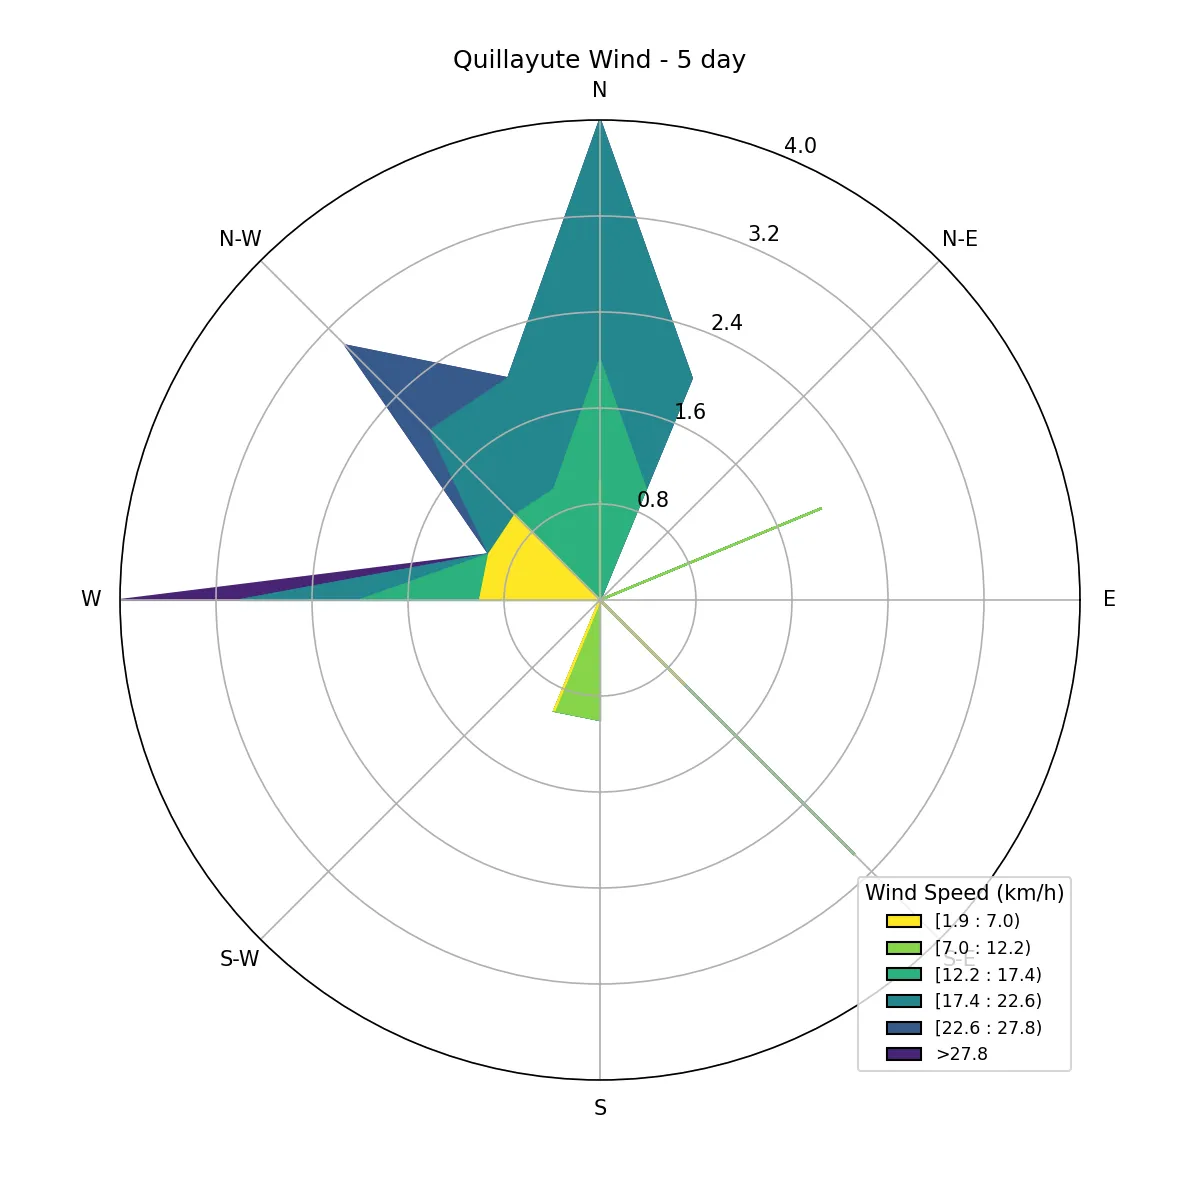 Quillayute Wind - 5 day
N
4.0
N-W
3.2
N-E
2.4
1.6
0.8
W
E
S-W
S-E
S
Wind Speed (km/h)
[1.9 : 7.0)
[7.0 : 12.2)
[12.2 : 17.4)
[17.4 : 22.6)
[22.6 : 27.8)
>27.8